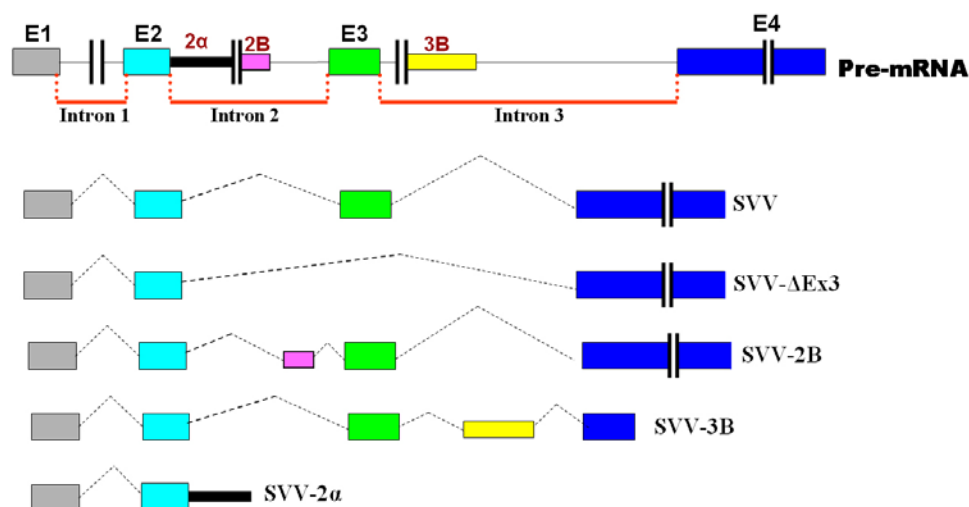 E1 E2 2α 2B E3 3B E4
Pre-mRNA
Intron 1 Intron 2 Intron 3
SVV
SVV-ΔEx3
SVV-2B
SVV-3B
SVV-2α